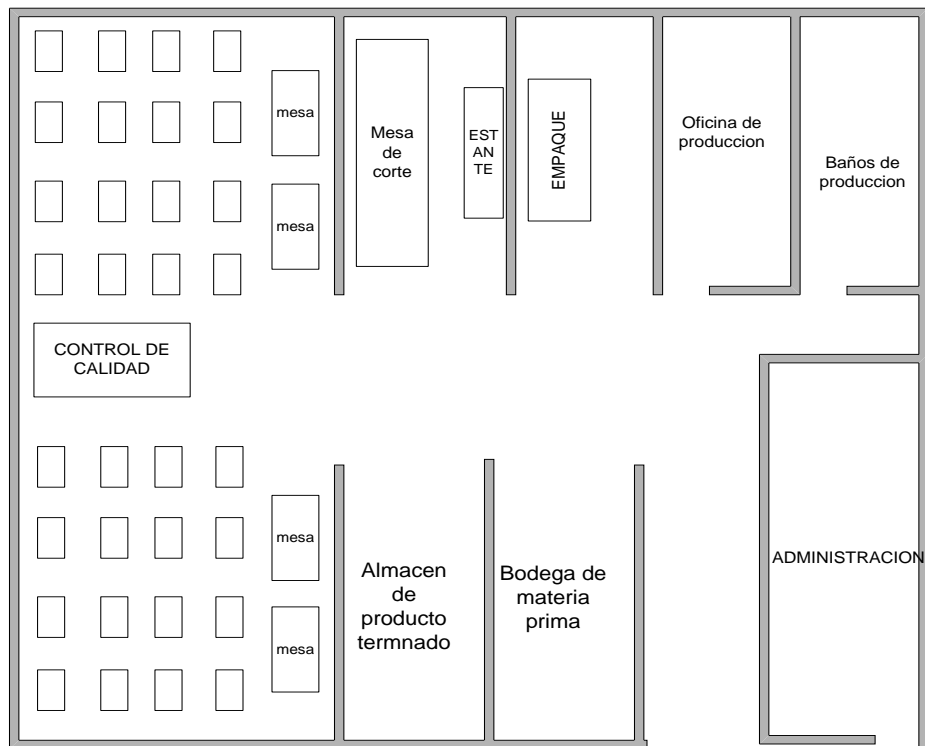 mesa
mesa
Mesa
de
corte
EST
AN
TE
EMPAQUE
Oficina de
produccion
Baños de
produccion
CONTROL DE
CALIDAD
mesa
mesa
Almacen
de
producto
termnado
Bodega de
materia
prima
ADMINISTRACION